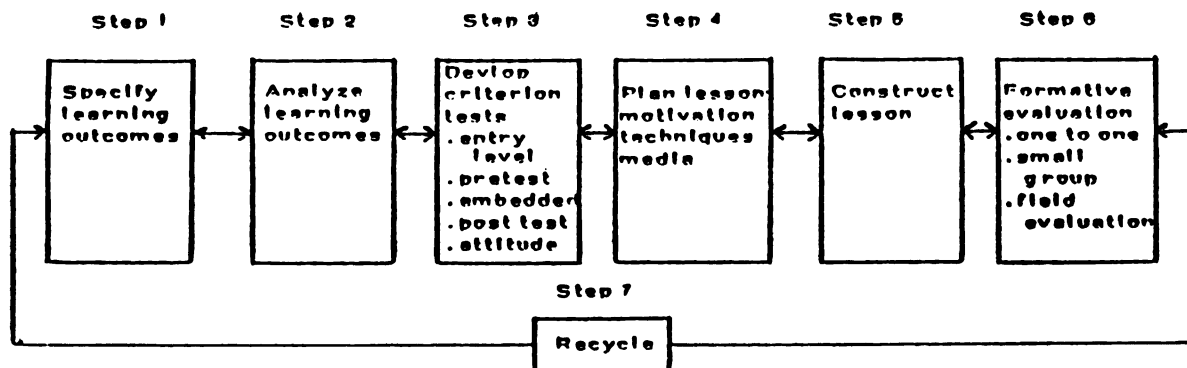 Step 1
Step 2
Step 3
Step 4
Step 5
Step 6
Specify
learning
outcomes
Analyze
learning
outcomes
Devlop
criterion
tests
.entry
level
.pretest
.embedded
.post test
.attitude
Plan lesson:
motivation
techniques
media
Construct
lesson
Formative
evaluation
.one to one
.small
group
.field
evaluation
Step 7
Recycle